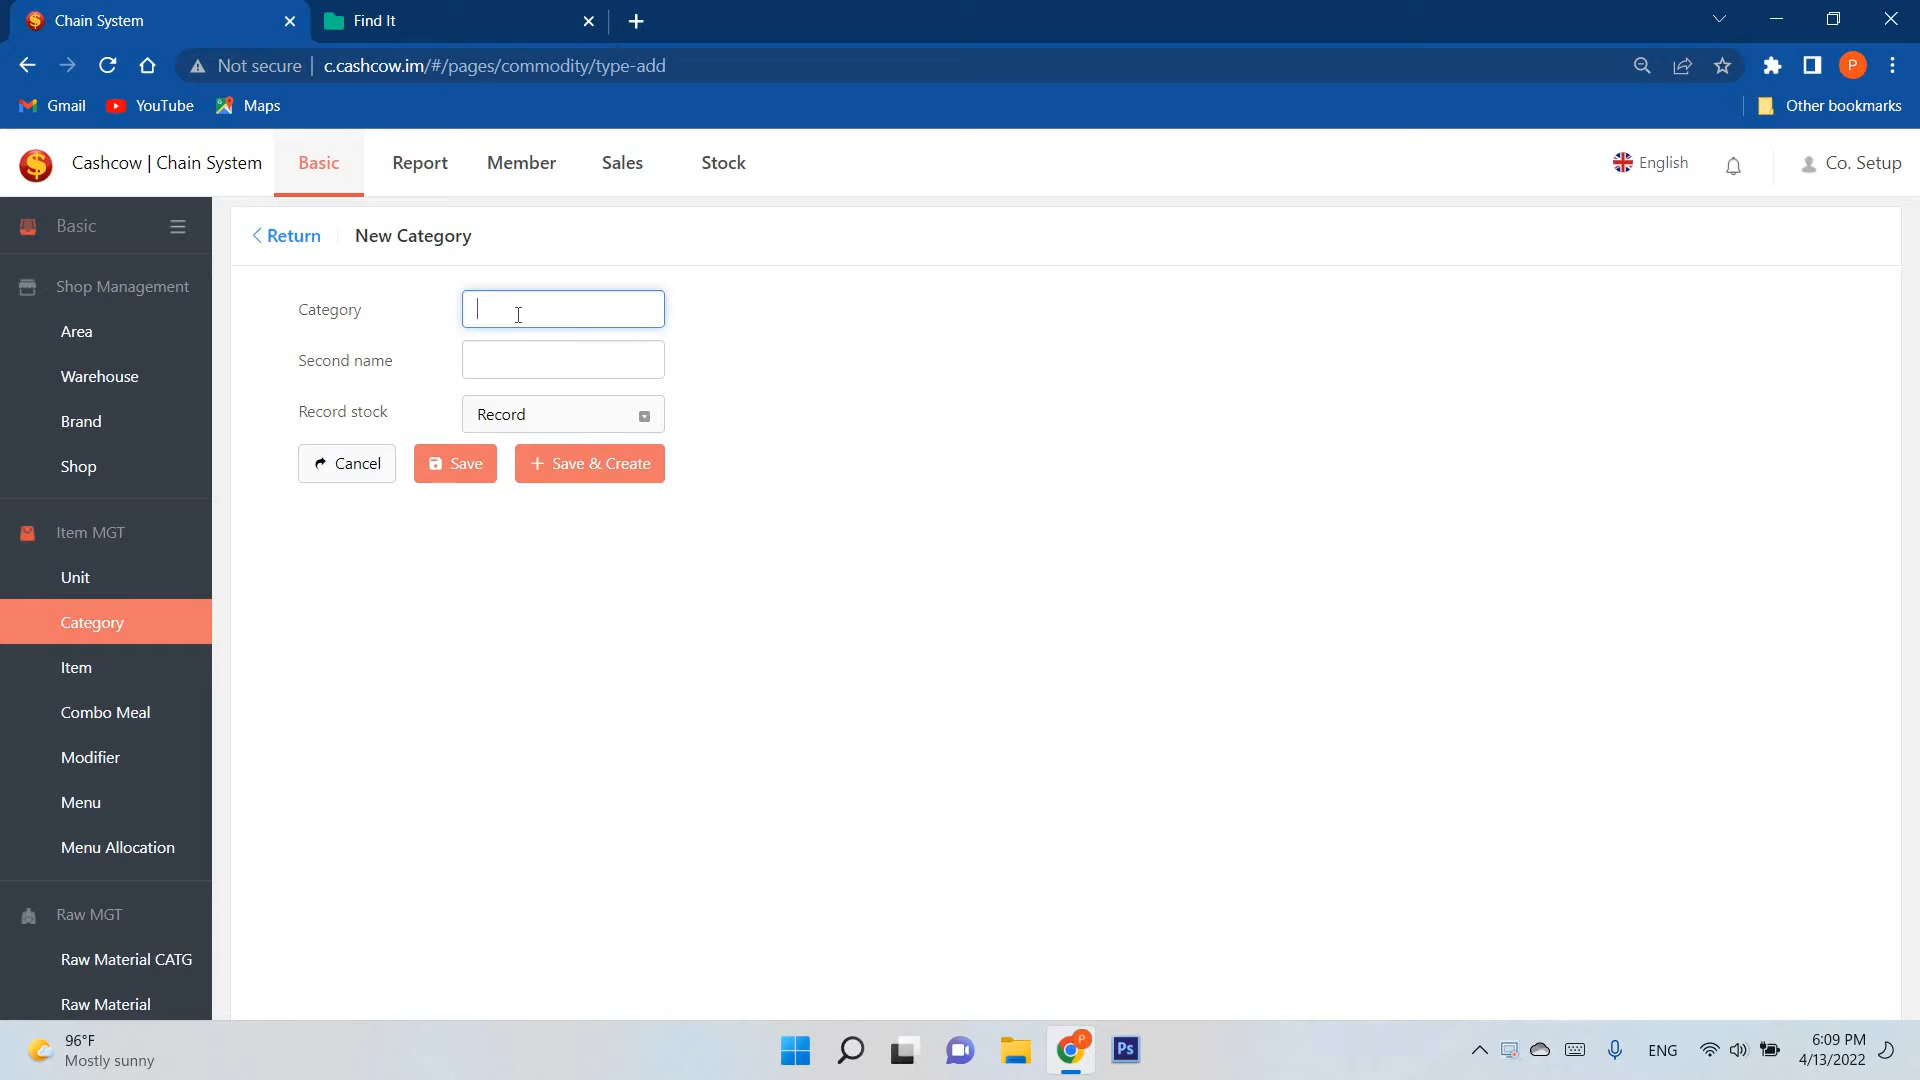 Chain System
Find It
Not secure
c.cashcow.im/#/pages/commodity/type-add
P
Gmail
YouTube
Maps
Other bookmarks
$
Cashcow | Chain System
Basic
Report
Member
Sales
Stock
English
Co. Setup
Basic
Return
New Category
Shop Management
Area
Warehouse
Brand
Shop
Category
Second name
Record stock
Record
Cancel
Save
+ Save & Create
Item MGT
Unit
Category
Item
Combo Meal
Modifier
Menu
Menu Allocation
Raw MGT
Raw Material CATG
Raw Material
96°F
Mostly sunny
P
Ps
ENG
6:09 PM
4/13/2022